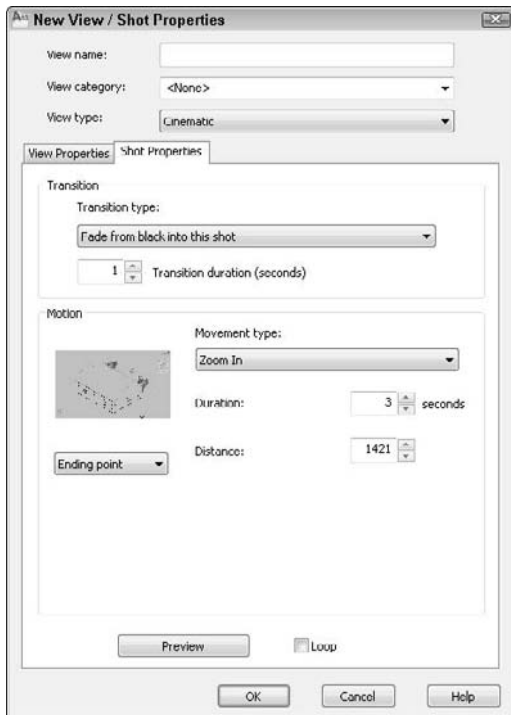 New View / Shot Properties
View name:
View category: <None>
View type: Cinematic
View Properties Shot Properties
Transition
Transition type:
Fade from black into this shot
1 Transition duration (seconds)
Motion
Movement type:
Zoom In
Duration: 3 seconds
Ending point
Distance: 1421
Preview Loop
OK Cancel Help